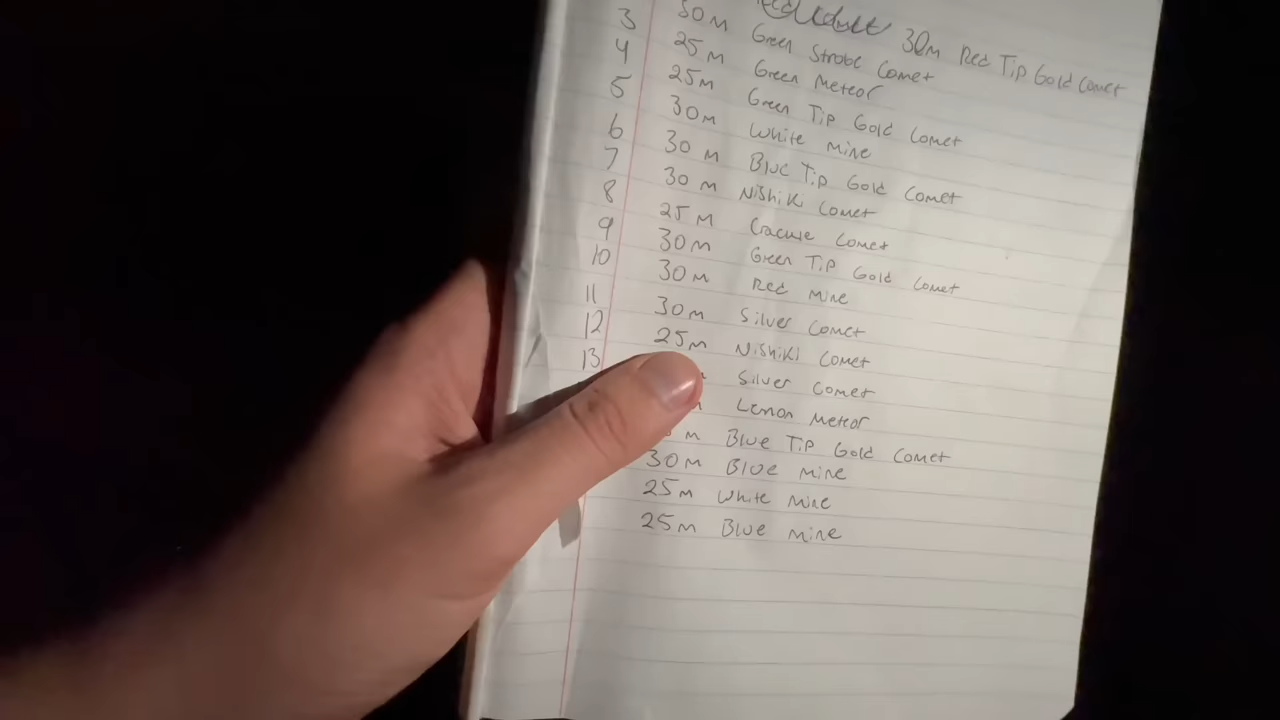 30m Red Tip Gold Comet
3 30M Green Strobe Comet
4 25M Green Meteor
5 25M Green Tip Gold Comet
6 30M White mine
7 30M Blue Tip Gold Comet
8 30M Nishiki Comet
9 25M Comet
10 30M Green Tip Gold Comet
11 30M Red Mine
12 30M Silver Comet
13 25M Nishiki Comet
Silver Comet
Lemon Meteor
M Blue Tip Gold Comet
30M Blue mine
25M White mine
25M Blue mine